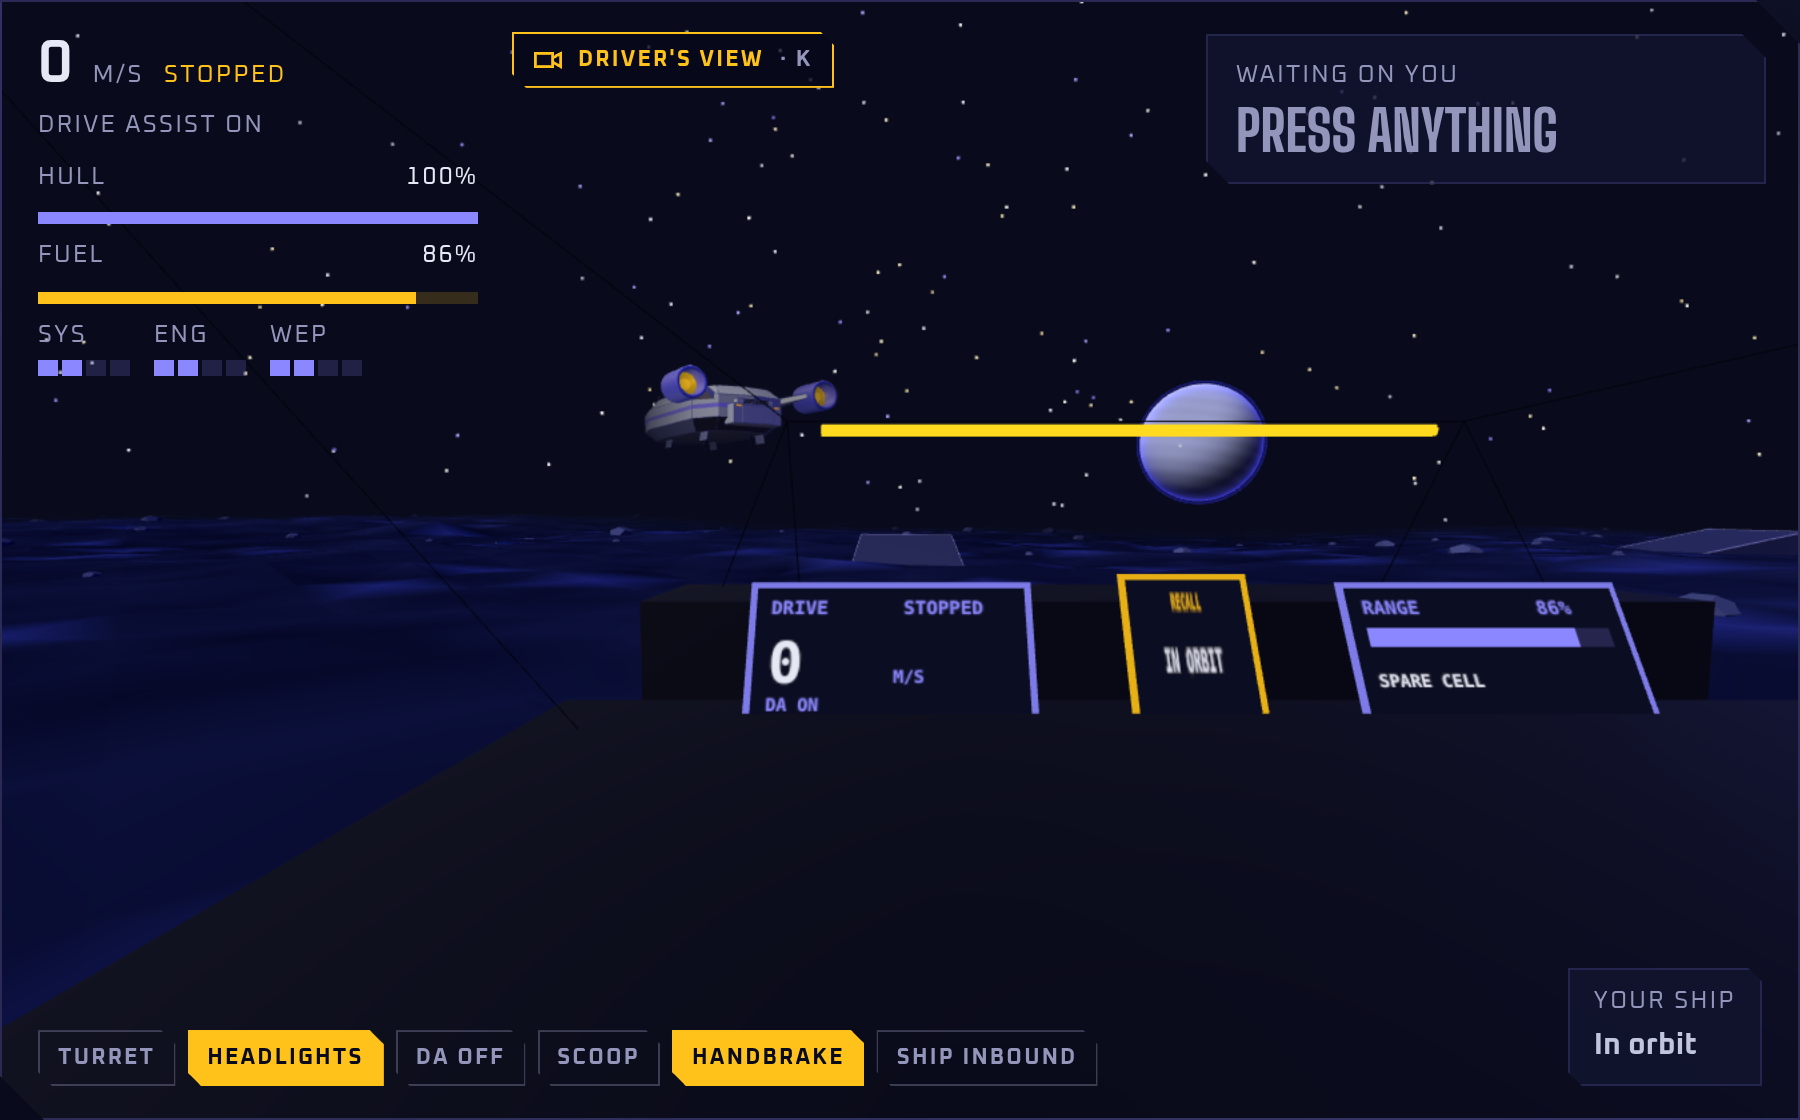 0 M/S STOPPED
DRIVE ASSIST ON
HULL 100%
FUEL 86%
SYS ENG WEP
DRIVER'S VIEW · K
WAITING ON YOU
PRESS ANYTHING
DRIVE STOPPED
0 M/S
DA ON
RECALL
IN ORBIT
RANGE 86%
SPARE CELL
YOUR SHIP
In orbit
TURRET HEADLIGHTS DA OFF SCOOP HANDBRAKE SHIP INBOUND